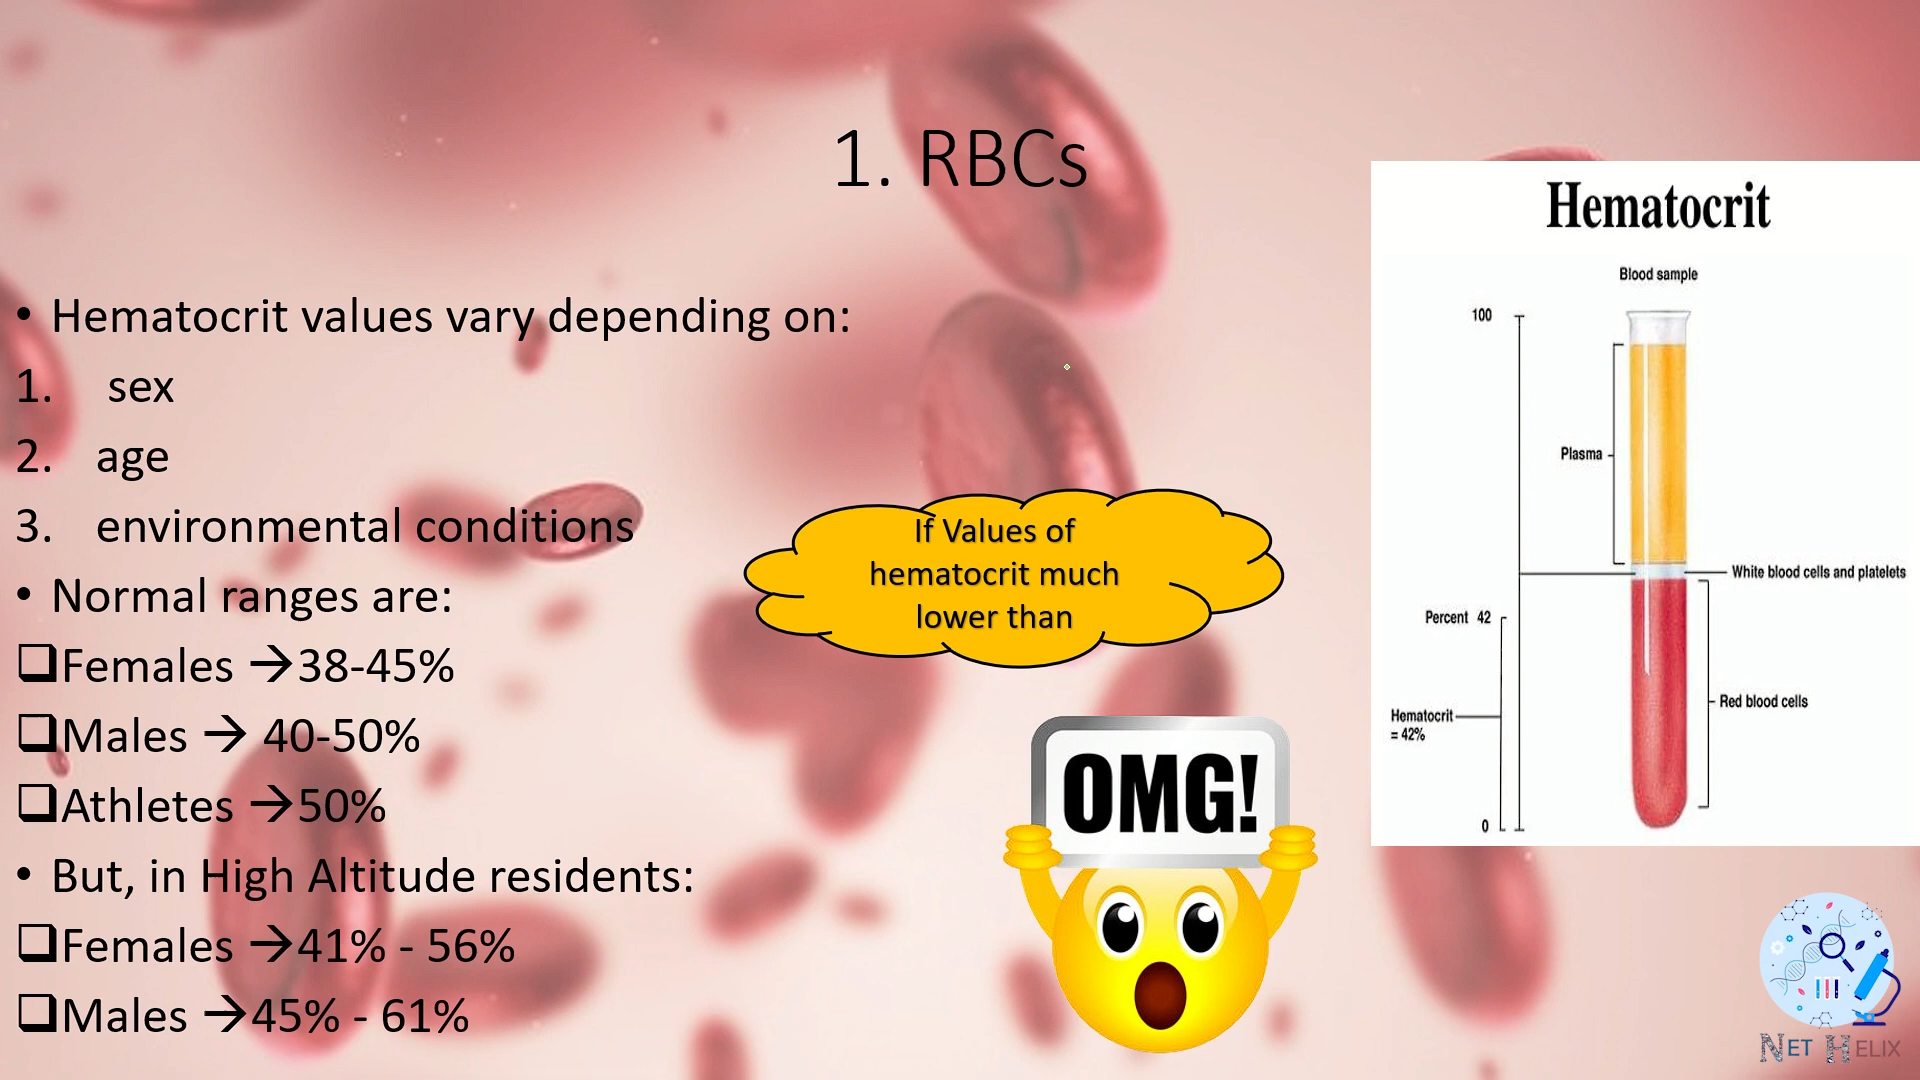 1. RBCs
• Hematocrit values vary depending on:
1. sex
2. age
3. environmental conditions
• Normal ranges are:
❑Females →38-45%
❑Males → 40-50%
❑Athletes →50%
• But, in High Altitude residents:
❑Females →41% - 56%
❑Males →45% - 61%
If Values of
hematocrit much
lower than
OMG!
Hematocrit
Blood sample
100
Plasma
White blood cells and platelets
Percent 42
Red blood cells
Hematocrit
= 42%
0
NET HELIX